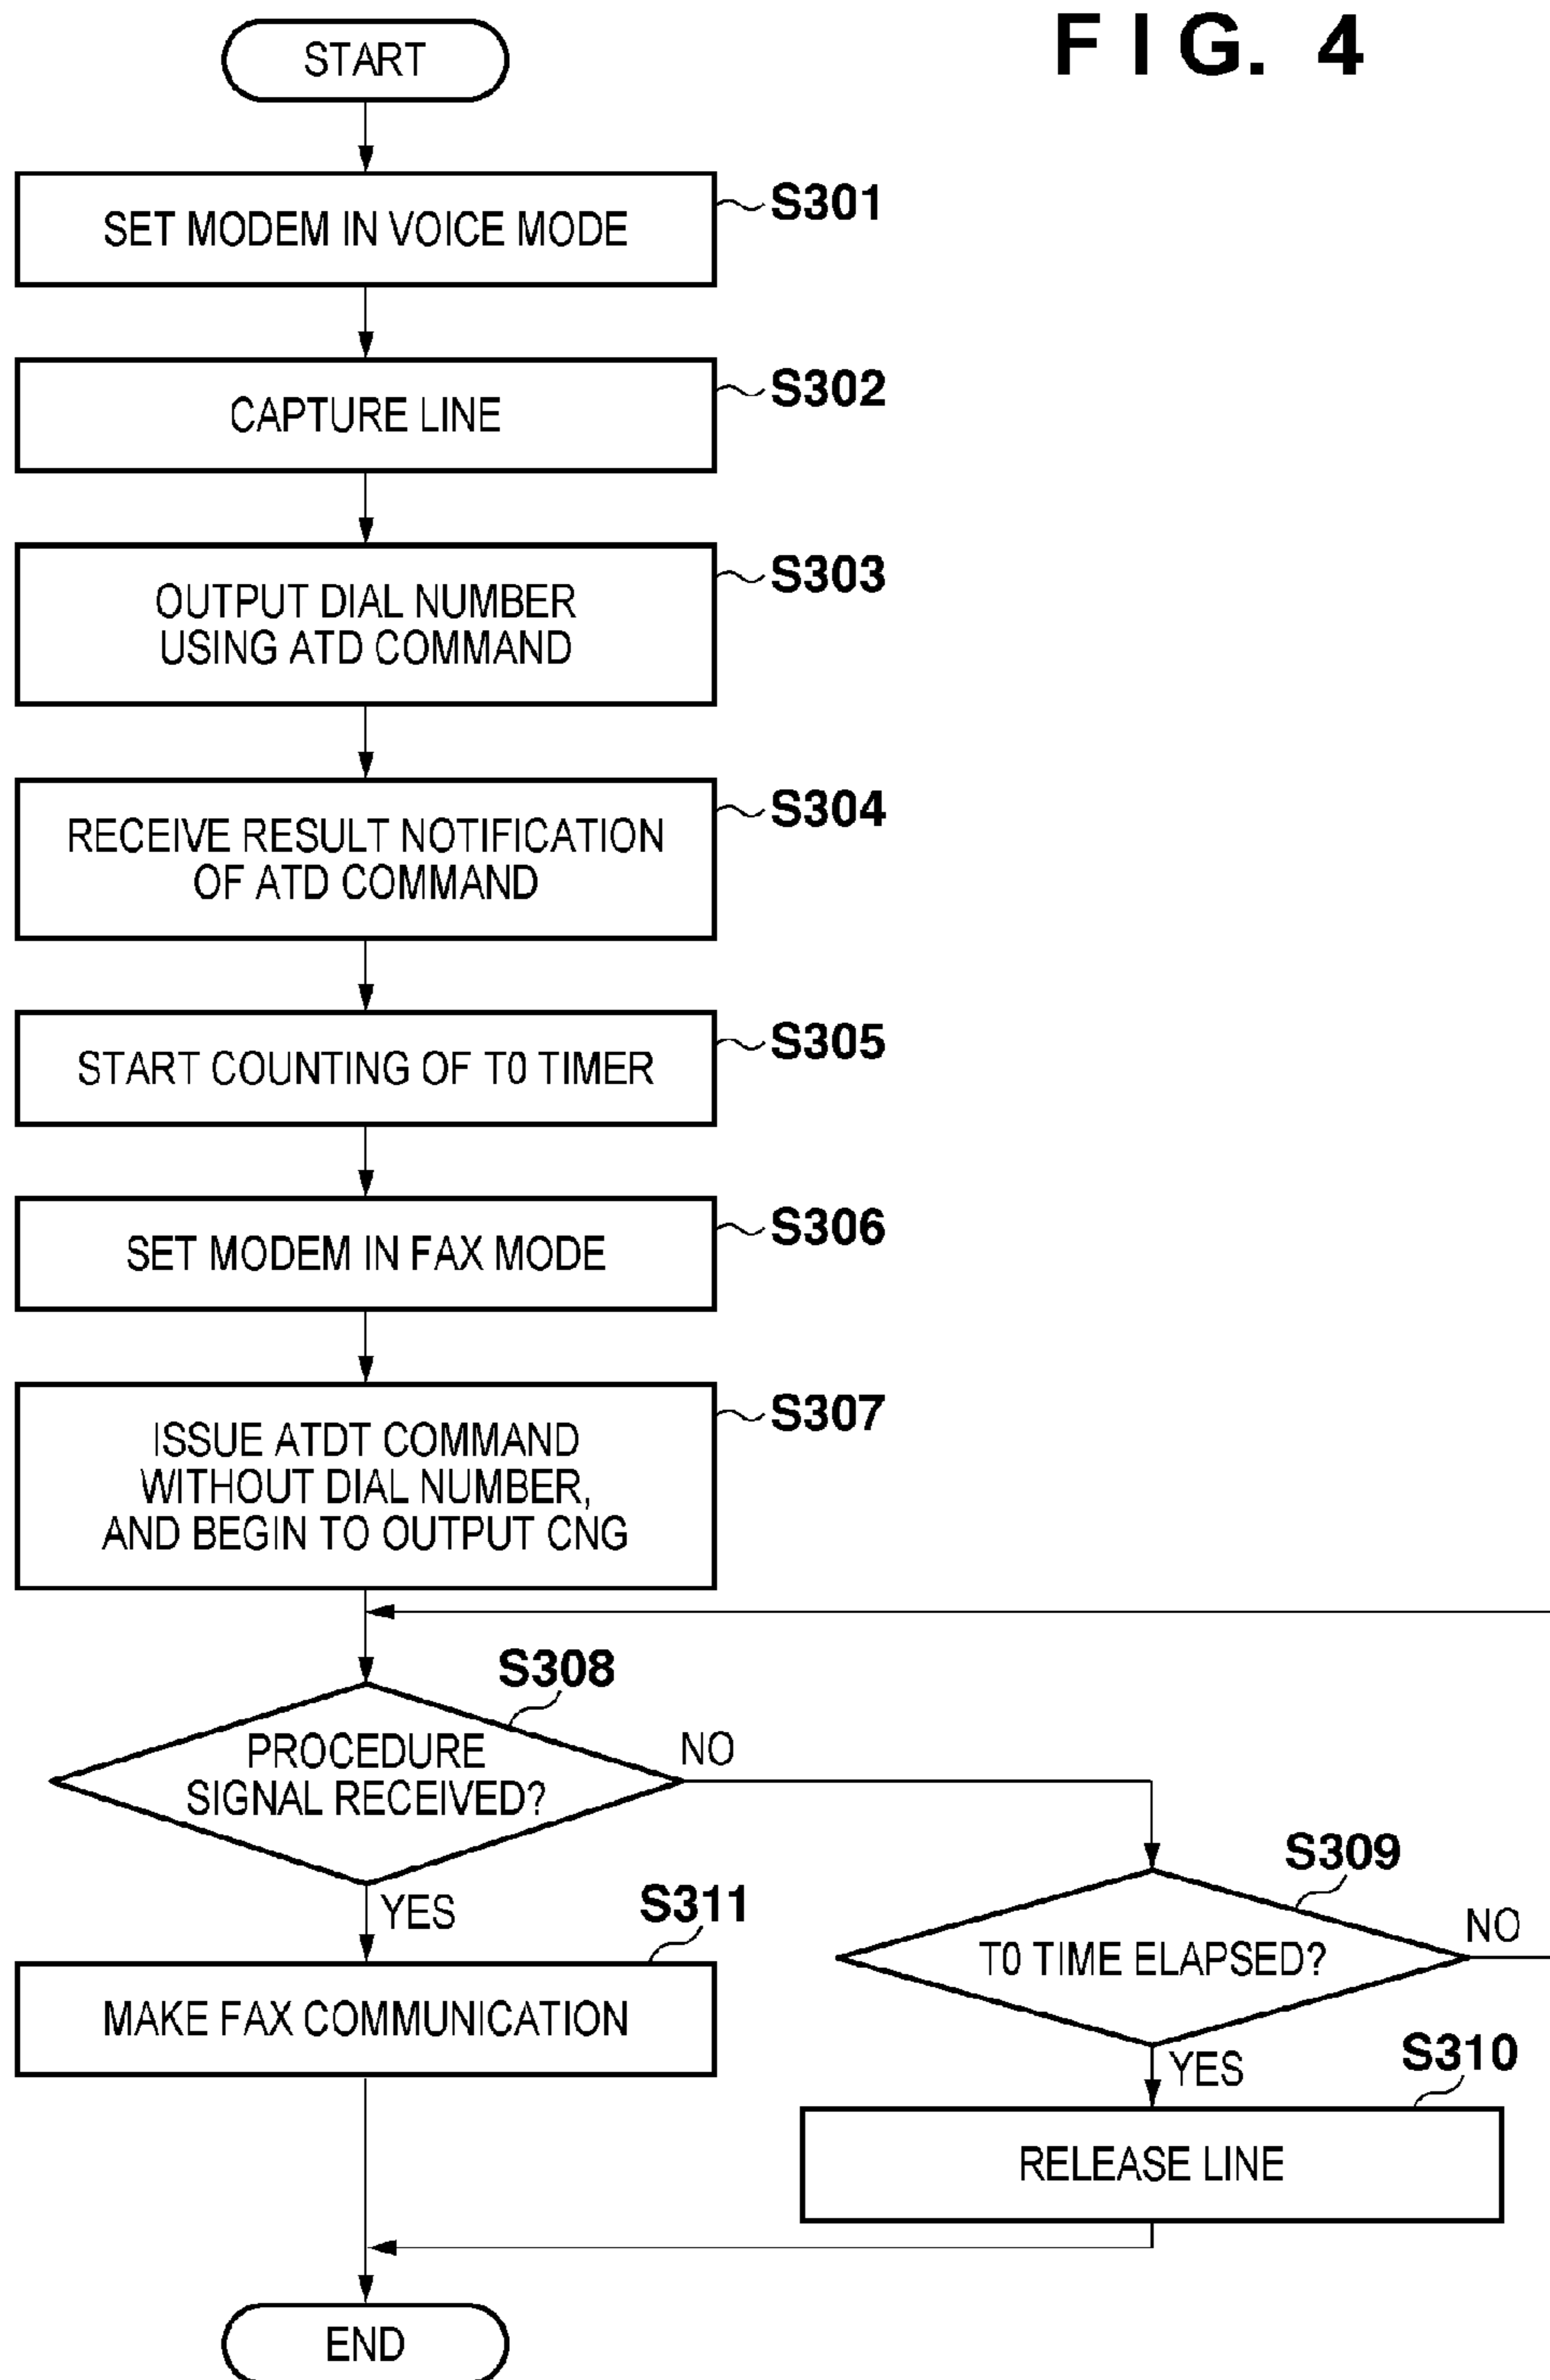 FIG. 4
START
SET MODEM IN VOICE MODE
S301
CAPTURE LINE
S302
OUTPUT DIAL NUMBER
USING ATD COMMAND
S303
RECEIVE RESULT NOTIFICATION
OF ATD COMMAND
S304
START COUNTING OF T0 TIMER
S305
SET MODEM IN FAX MODE
S306
ISSUE ATDT COMMAND
WITHOUT DIAL NUMBER,
AND BEGIN TO OUTPUT CNG
S307
S308
PROCEDURE
SIGNAL RECEIVED?
NO
YES
S309
T0 TIME ELAPSED?
NO
YES
S311
MAKE FAX COMMUNICATION
S310
RELEASE LINE
END